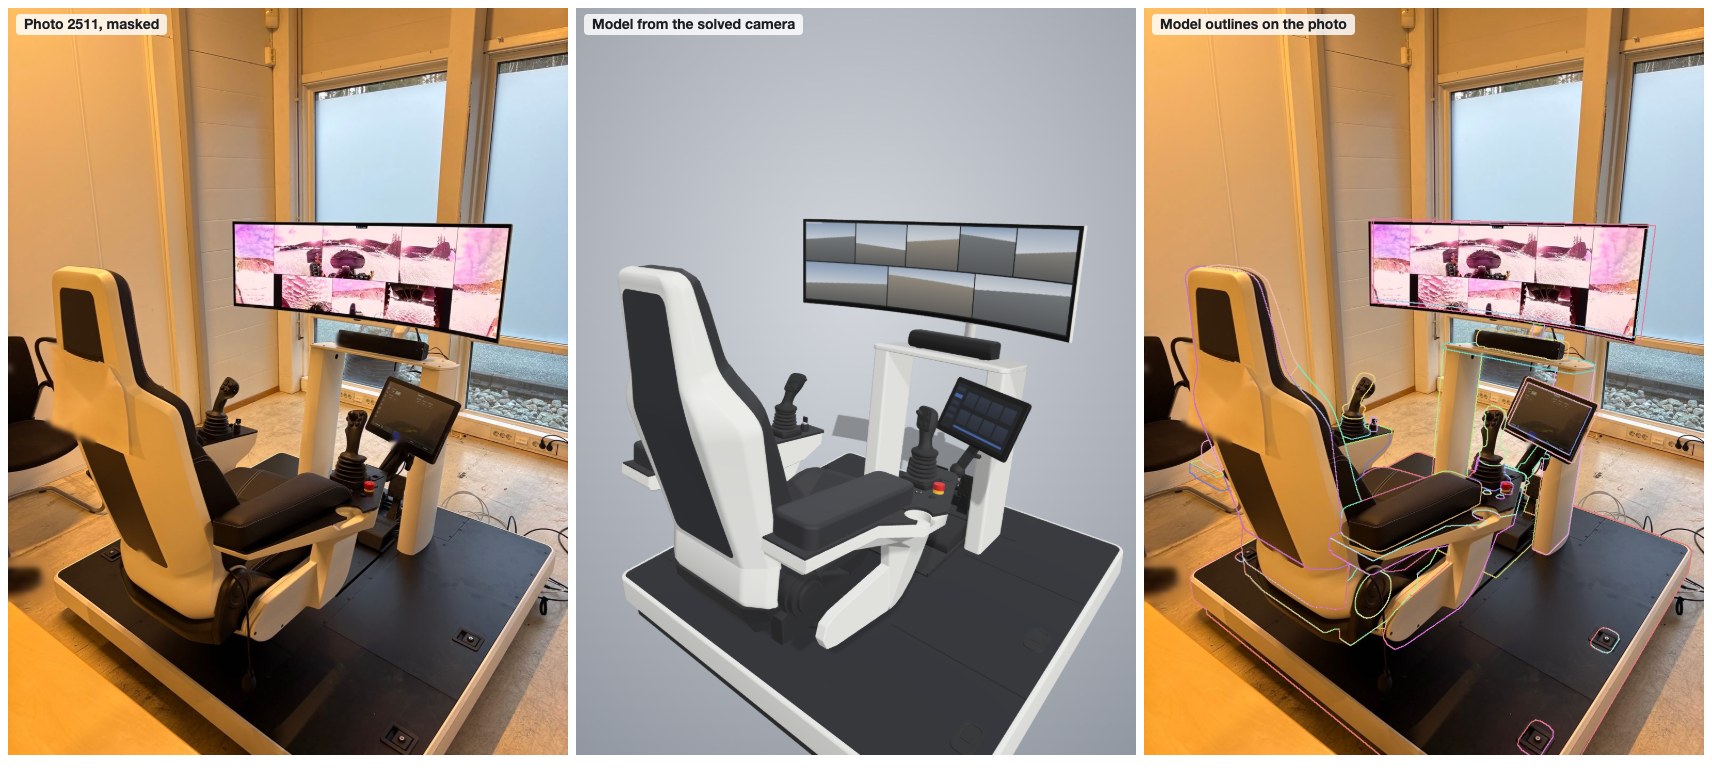 Photo 2511, masked
Model from the solved camera
Model outlines on the photo